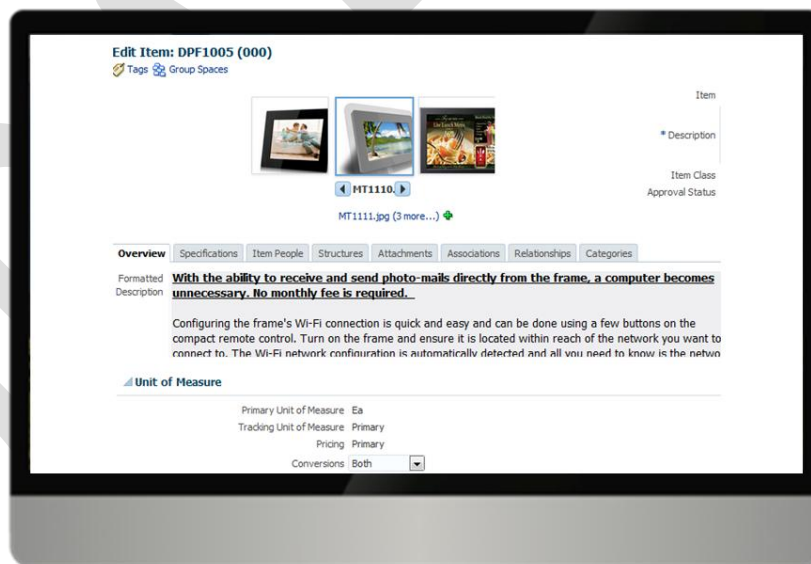 Edit Item: DPF1005 (000)
Tags Group Spaces
Item
* Description
Item Class
Approval Status
MT1110.
MT1111.jpg (3 more...)
Overview Specifications Item People Structures Attachments Associations Relationships Categories
Formatted Description
With the ability to receive and send photo-mails directly from the frame, a computer becomes
unnecessary. No monthly fee is required.
Configuring the frame's Wi-Fi connection is quick and easy and can be done using a few buttons on the
compact remote control. Turn on the frame and ensure it is located within reach of the network you want to
connect to. The Wi-Fi network configuration is automatically detected and all you need to know is the netwo
Unit of Measure
Primary Unit of Measure Ea
Tracking Unit of Measure Primary
Pricing Primary
Conversions Both